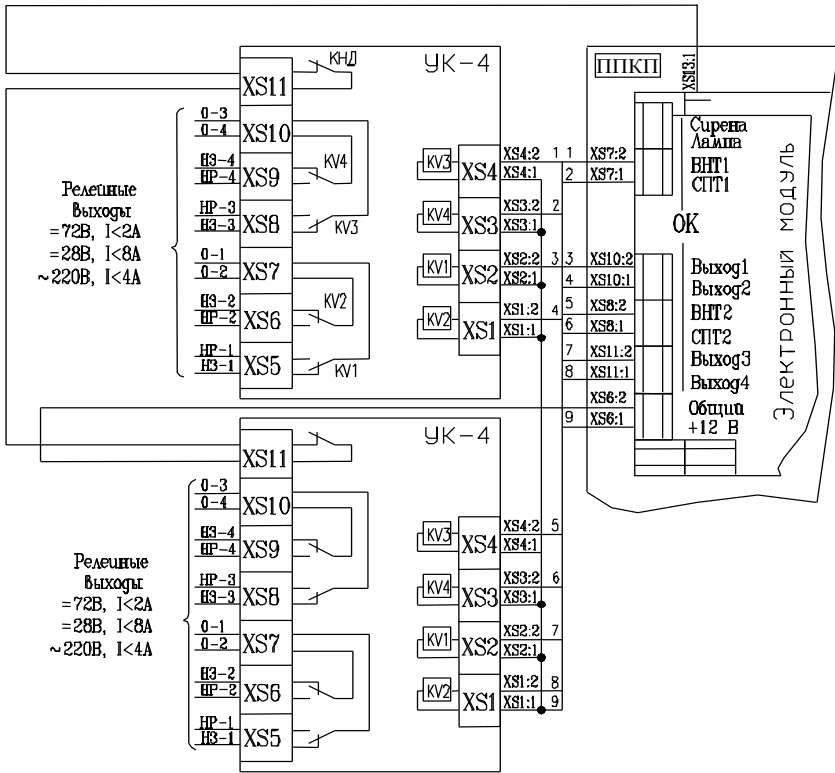 КНД
УК-4
ППКП
XS13:1
XS11
0-3
0-4
XS10
НЗ-4
НР-4
XS9
KV4
НР-3
НЗ-3
XS8
KV3
0-1
0-2
XS7
НЗ-2
НР-2
XS6
KV2
НР-1
НЗ-1
XS5
KV1
Релейные
выходы
=72В, I<2А
=28В, I<8А
~220В, I<4А
KV3
XS4
XS4:2
XS4:1
KV4
XS3
XS3:2
XS3:1
KV1
XS2
XS2:2
XS2:1
KV2
XS1
XS1:2
XS1:1
1
2
3
4
1
2
3
4
5
6
7
8
9
XS7:2
XS7:1
XS10:2
XS10:1
XS8:2
XS8:1
XS11:2
XS11:1
XS6:2
XS6:1
Сирена
Лампа
ВНТ1
СПТ1
ОК
Выход1
Выход2
ВНТ2
СПТ2
Выход3
Выход4
Общий
+12 В
Электронный модуль
УК-4
XS11
0-3
0-4
XS10
НЗ-4
НР-4
XS9
НР-3
НЗ-3
XS8
0-1
0-2
XS7
НЗ-2
НР-2
XS6
НР-1
НЗ-1
XS5
Релейные
выходы
=72В, I<2А
=28В, I<8А
~220В, I<4А
KV3
XS4
XS4:2
XS4:1
5
KV4
XS3
XS3:2
XS3:1
6
KV1
XS2
XS2:2
XS2:1
7
KV2
XS1
XS1:2
XS1:1
8
9